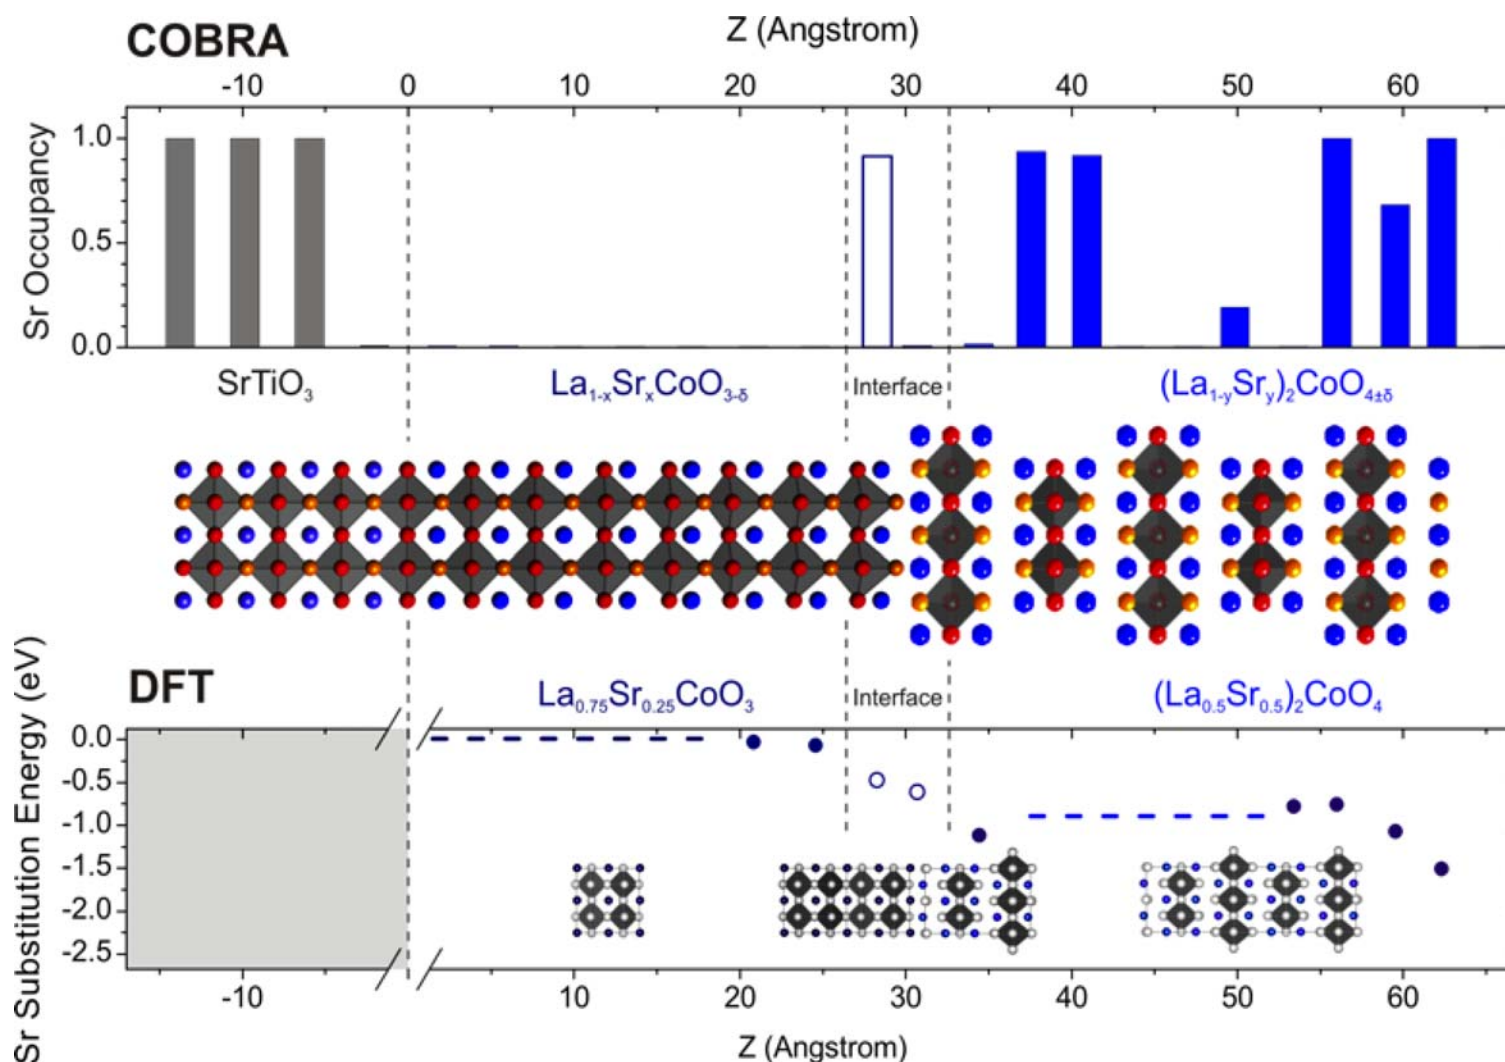 COBRA
Z (Angstrom)
-10 0 10 20 30 40 50 60
Sr Occupancy
1.0
0.5
0.0
SrTiO₃ La₁₋ₓSrₓCoO₃₋δ Interface (La₁₋ySry)₂CoO₄±δ
DFT
La₀.₇₅Sr₀.₂₅CoO₃ Interface (La₀.₅Sr₀.₅)₂CoO₄
Sr Substitution Energy (eV)
0.0
-0.5
-1.0
-1.5
-2.0
-2.5
-10 10 20 30 40 50 60
Z (Angstrom)